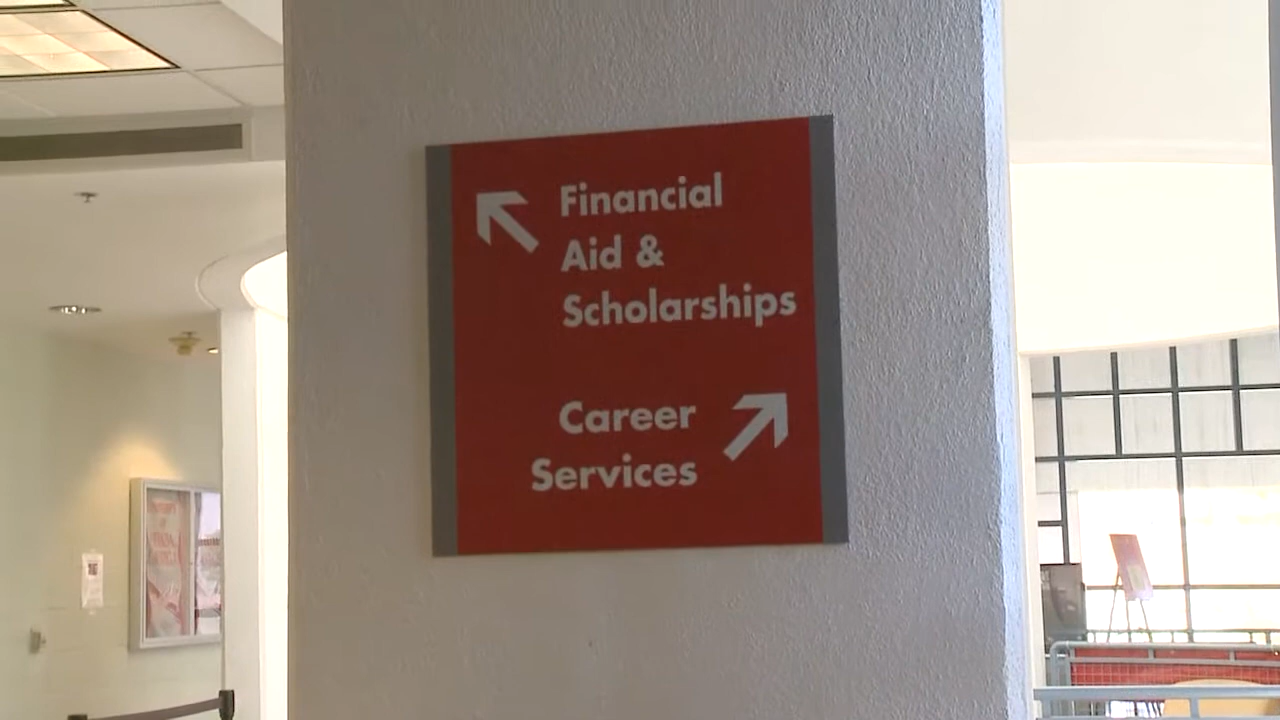 Financial
Aid &
Scholarships
Career
Services